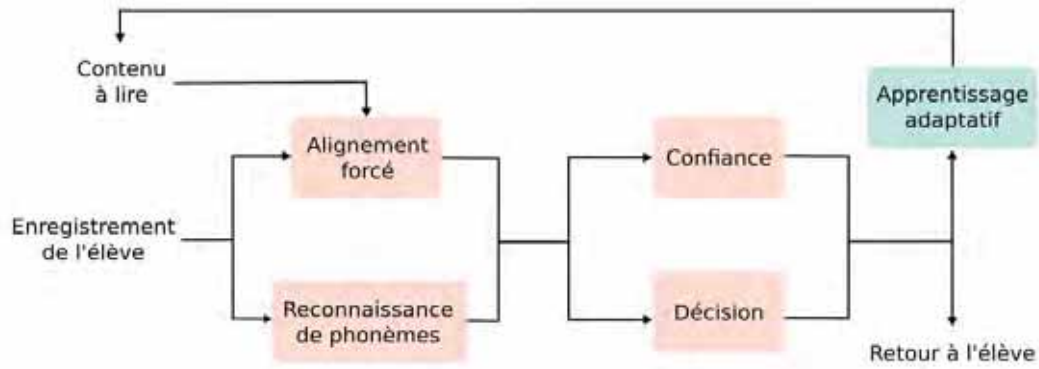 Contenu
à lire
Apprentissage
adaptatif
Alignement
forcé
Confiance
Enregistrement
de l'élève
Reconnaissance
de phonèmes
Décision
Retour à l'élève